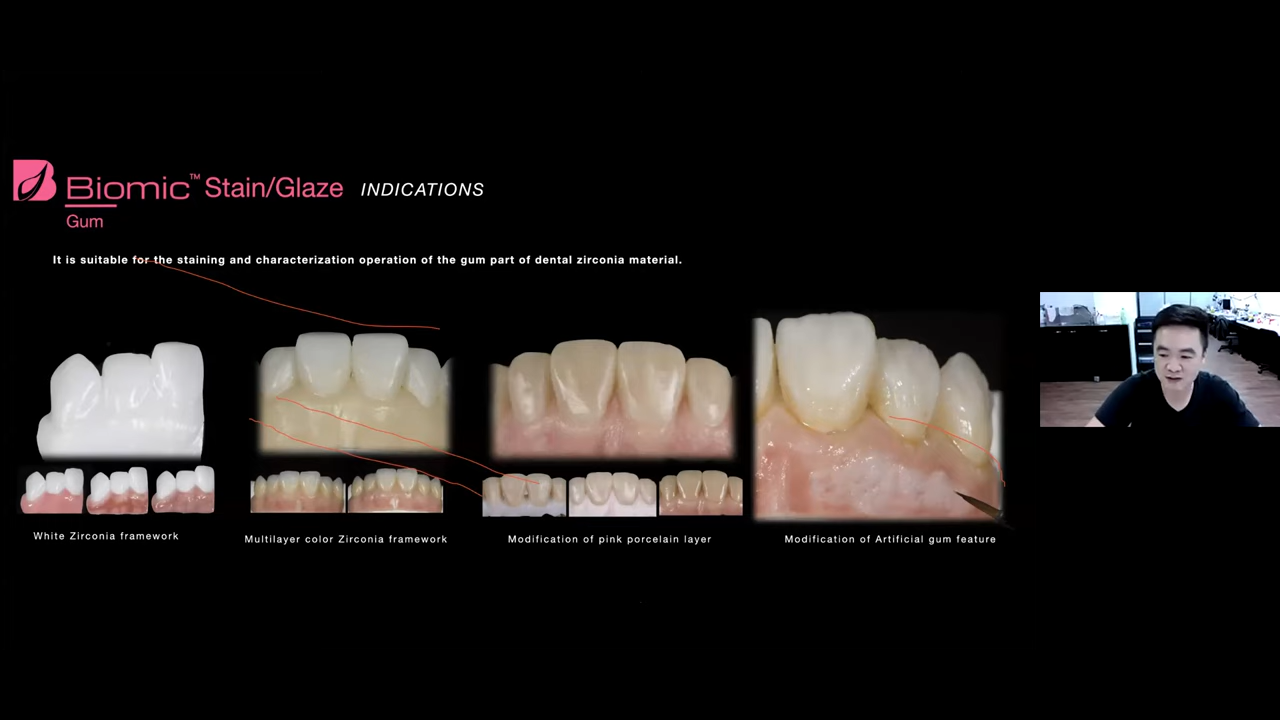 Biomic™ Stain/Glaze INDICATIONS
Gum
It is suitable for the staining and characterization operation of the gum part of dental zirconia material.
White Zirconia framework
Multilayer color Zirconia framework
Modification of pink porcelain layer
Modification of Artificial gum feature